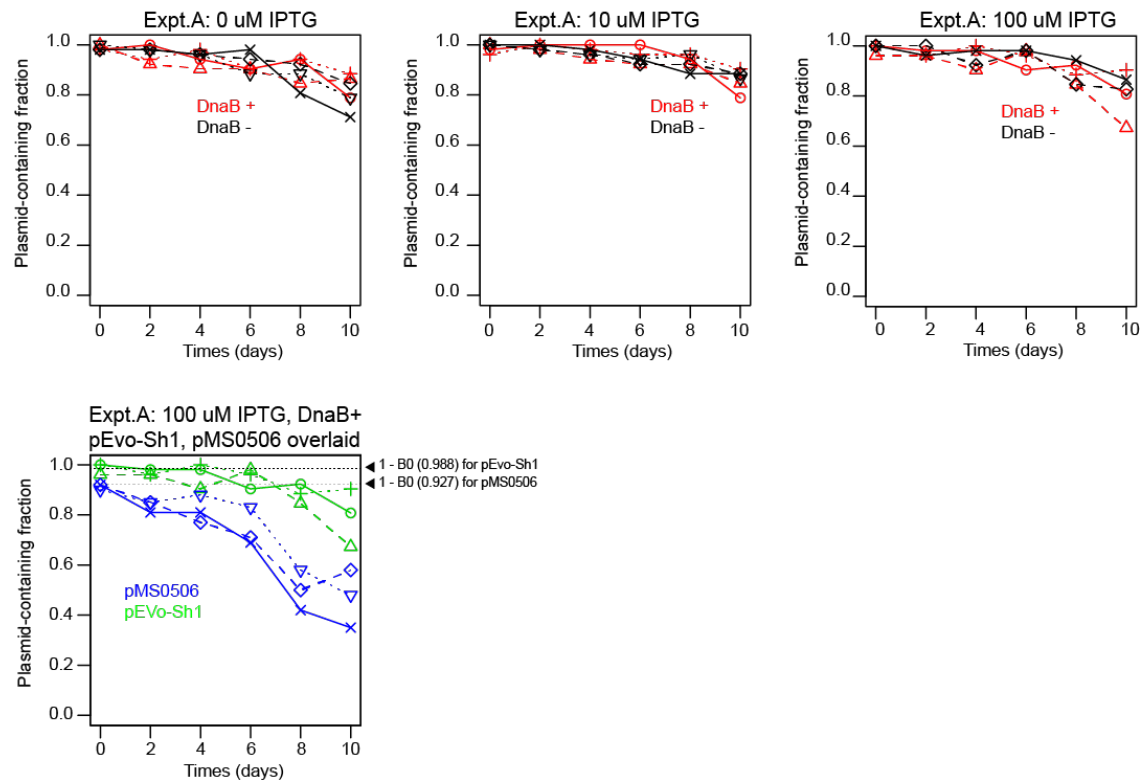 Expt.A: 0 uM IPTG
Plasmid-containing fraction
1.0
0.8
0.6
0.4
0.2
0.0
DnaB +
DnaB -
0 2 4 6 8 10
Times (days)
Expt.A: 10 uM IPTG
Plasmid-containing fraction
1.0
0.8
0.6
0.4
0.2
0.0
DnaB +
DnaB -
0 2 4 6 8 10
Times (days)
Expt.A: 100 uM IPTG
Plasmid-containing fraction
1.0
0.8
0.6
0.4
0.2
0.0
DnaB +
DnaB -
0 2 4 6 8 10
Times (days)
Expt.A: 100 uM IPTG, DnaB+
pEvo-Sh1, pMS0506 overlaid
Plasmid-containing fraction
1.0
0.8
0.6
0.4
0.2
0.0
1 - B0 (0.988) for pEvo-Sh1
1 - B0 (0.927) for pMS0506
pMS0506
pEVo-Sh1
0 2 4 6 8 10
Times (days)